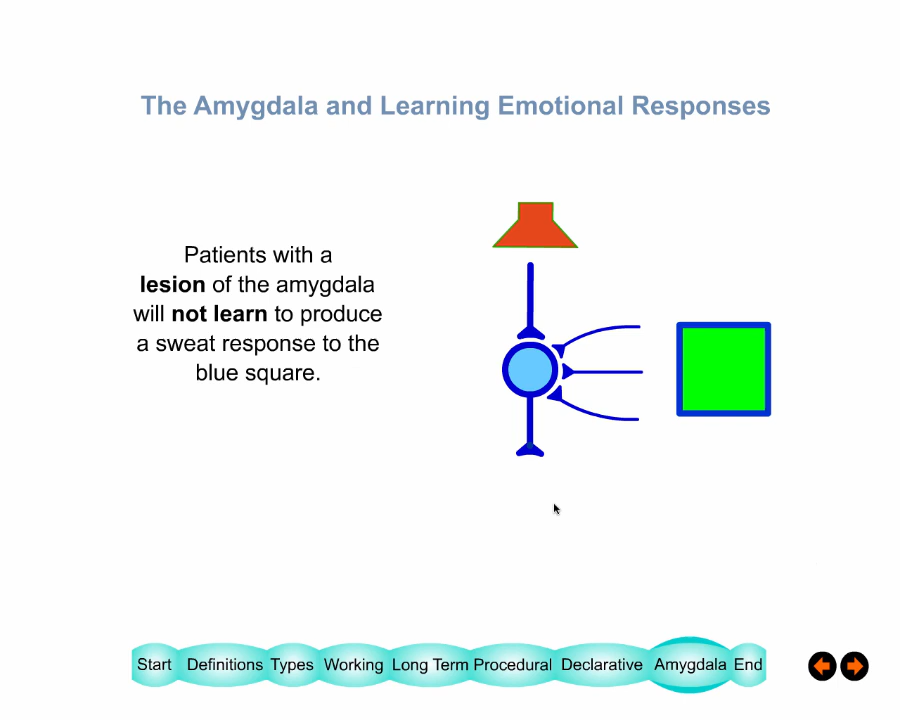 The Amygdala and Learning Emotional Responses
Patients with a
lesion of the amygdala
will not learn to produce
a sweat response to the
blue square.
Start Definitions Types Working Long Term Procedural Declarative Amygdala End